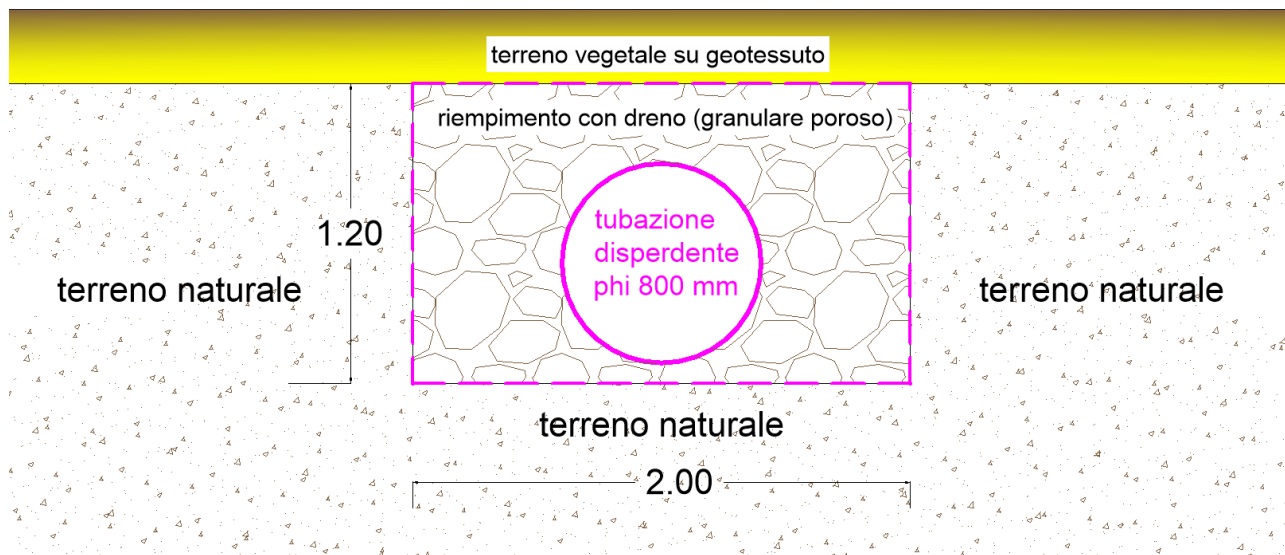 terreno vegetale su geotessuto
riempimento con dreno (granulare poroso)
1.20
tubazione
disperdente
phi 800 mm
terreno naturale
terreno naturale
terreno naturale
2.00